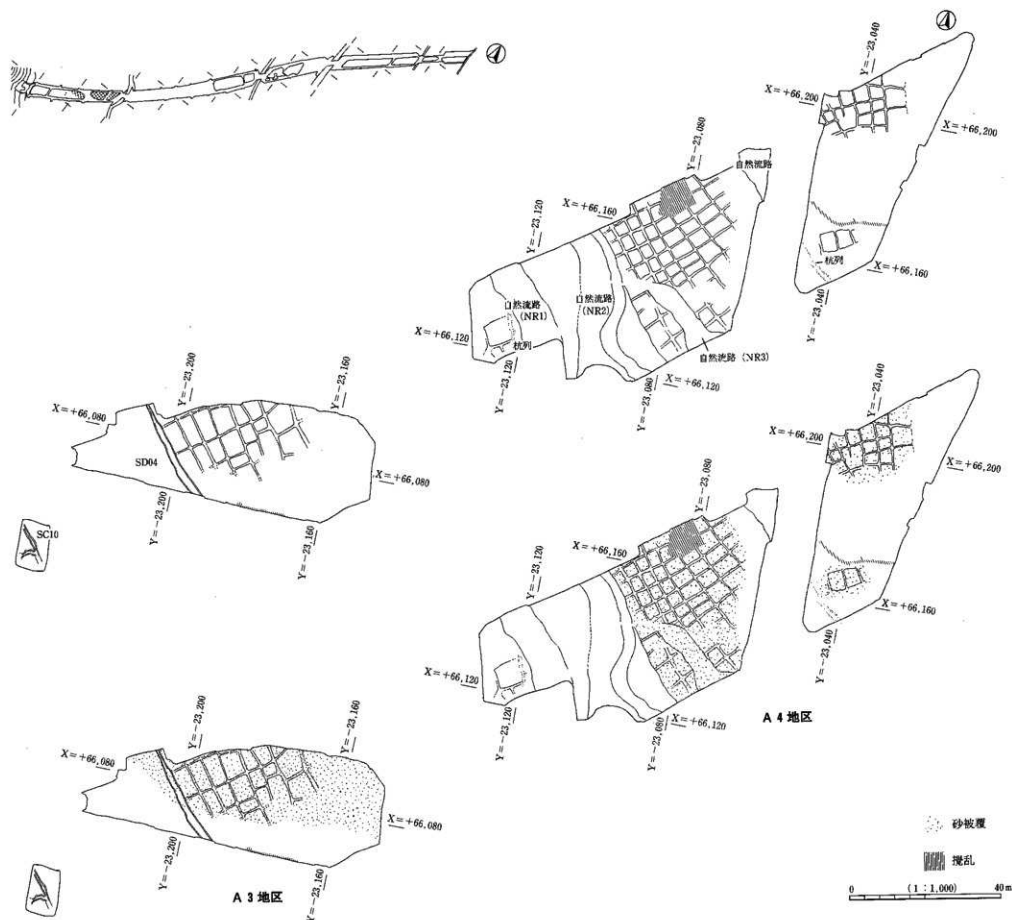 Y=-23,040
X=+66,200
X=+66,200
Y=-23,080
自然流路
X=+66,160
Y=-23,120
自然流路
(NR1)
自然流路
(NR2)
杭列
X=+66,160
Y=-23,040
X=+66,120
杭列
Y=-23,120
自然流路(NR3)
X=+66,120
Y=-23,080
Y=-23,200
Y=-23,160
X=+66,080
SD04
X=+66,080
Y=-23,200
Y=-23,160
SC10
Y=-23,040
X=+66,200
X=+66,200
Y=-23,080
X=+66,160
Y=-23,120
X=+66,160
Y=-23,040
X=+66,120
Y=-23,120
X=+66,120
Y=-23,080
A 4 地区
Y=-23,200
Y=-23,160
X=+66,080
X=+66,080
Y=-23,200
Y=-23,160
A 3 地区
砂被覆
攪乱
0 (1:1,000) 40m